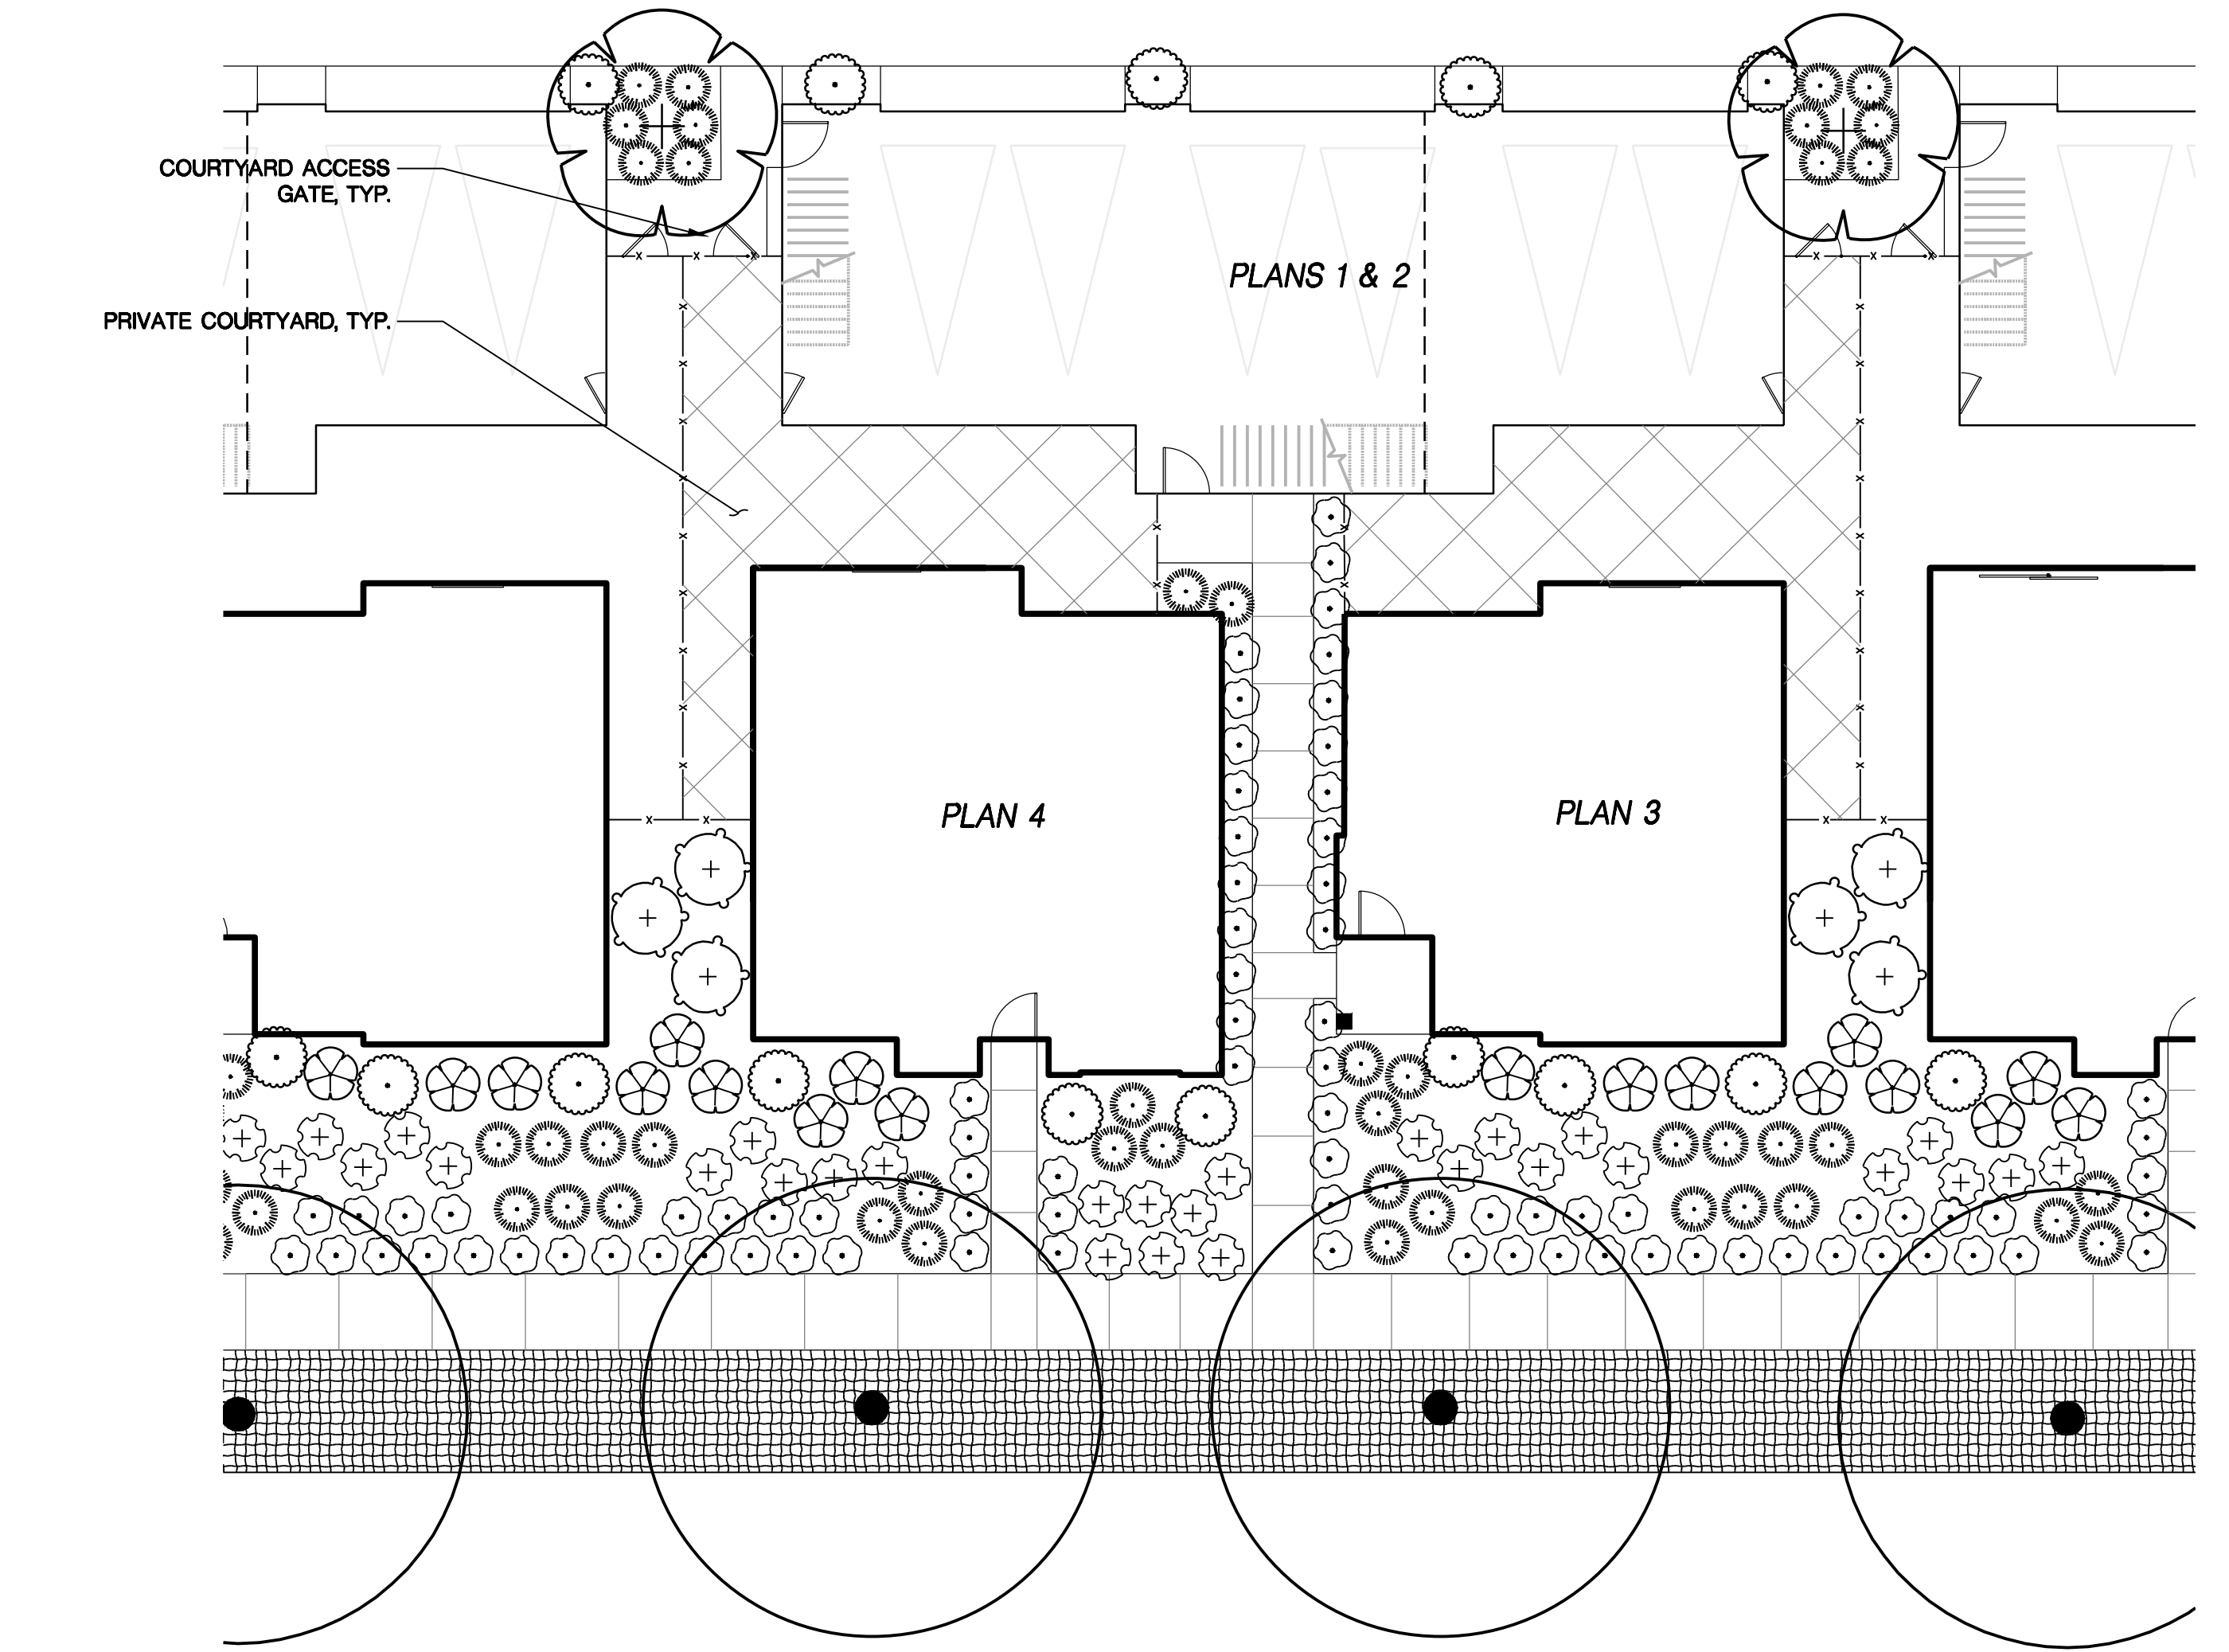 COURTYARD ACCESS
GATE, TYP.
PLANS 1 & 2
PRIVATE COURTYARD, TYP.
PLAN 4
PLAN 3